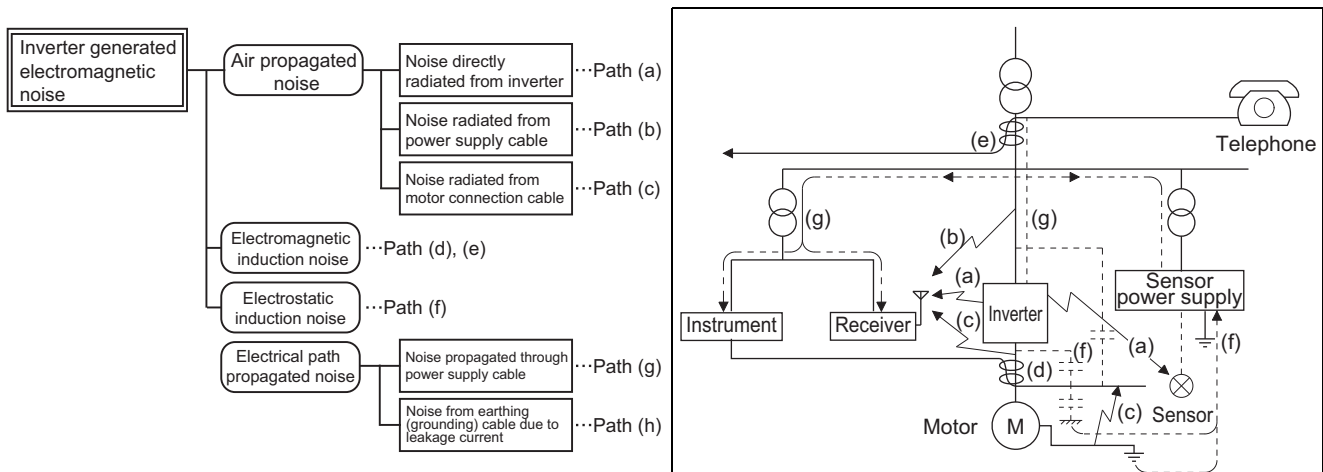 Inverter generated
electromagnetic
noise
Air propagated
noise
Noise directly
radiated from inverter
···Path (a)
Noise radiated from
power supply cable
···Path (b)
Noise radiated from
motor connection cable
···Path (c)
Electromagnetic
induction noise
···Path (d), (e)
Electrostatic
induction noise
···Path (f)
Electrical path
propagated noise
Noise propagated through
power supply cable
···Path (g)
Noise from earthing
(grounding) cable due to
leakage current
···Path (h)
(e)
Telephone
(g)
(g)
(b)
(a)
Sensor
power supply
Instrument
Receiver
Inverter
(c)
(f)
(a)
(f)
(d)
(c)
Sensor
Motor
M